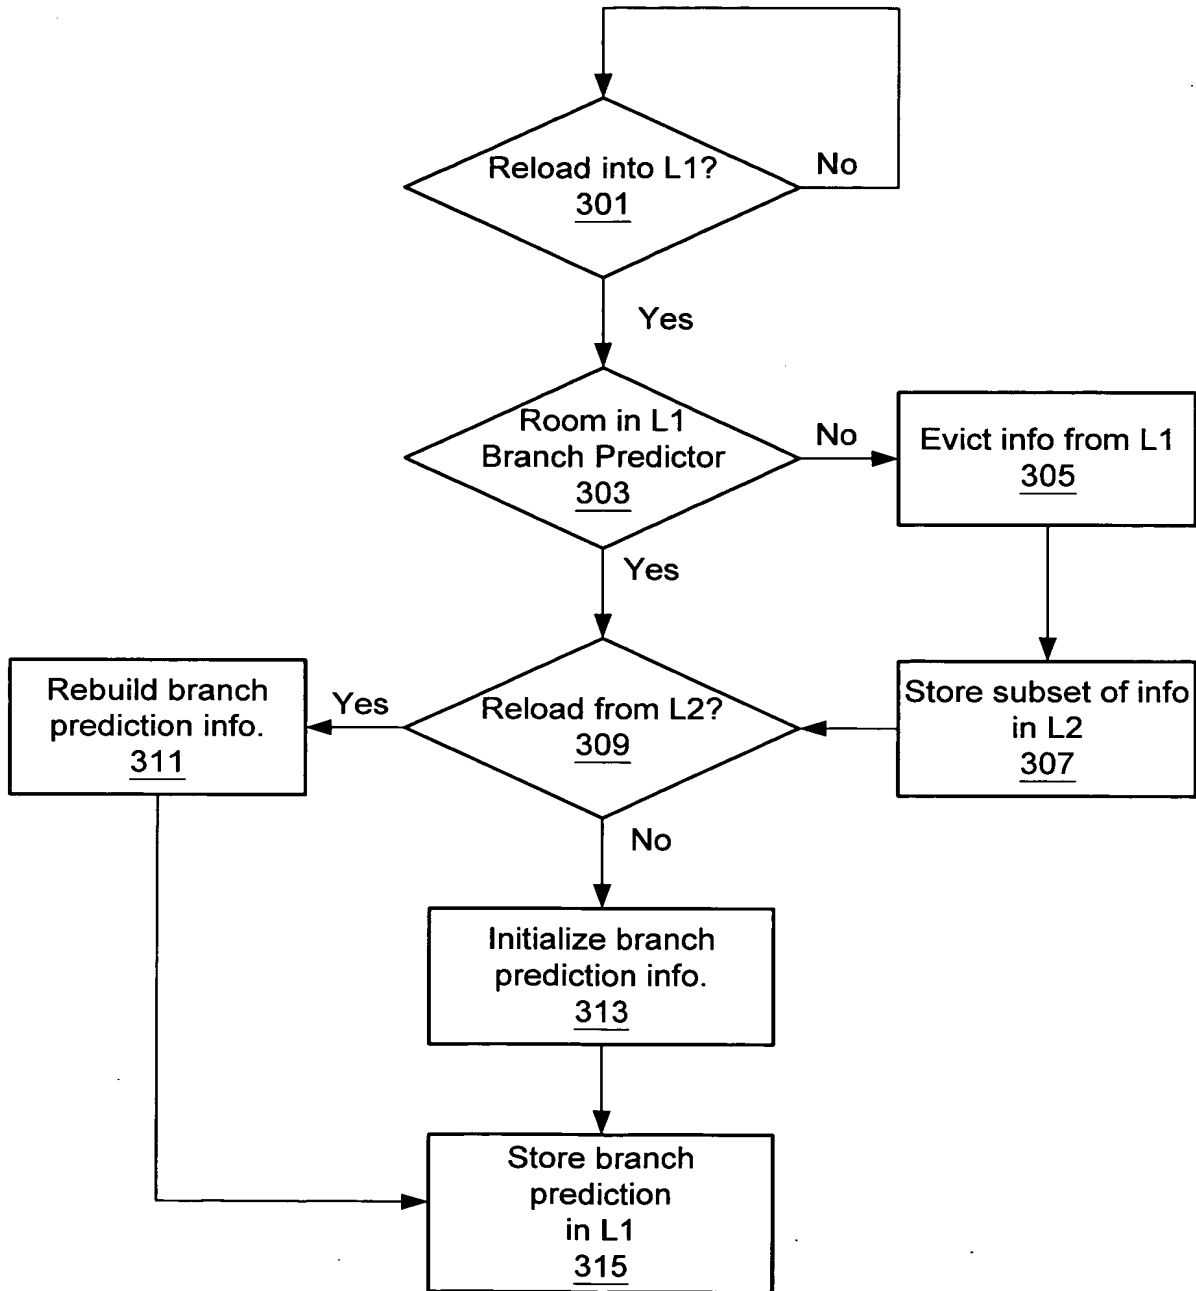 Reload into L1?
301
No
Yes
Room in L1
Branch Predictor
303
No
Evict info from L1
305
Yes
Rebuild branch
prediction info.
311
Yes
Reload from L2?
309
Store subset of info
in L2
307
No
Initialize branch
prediction info.
313
Store branch
prediction
in L1
315